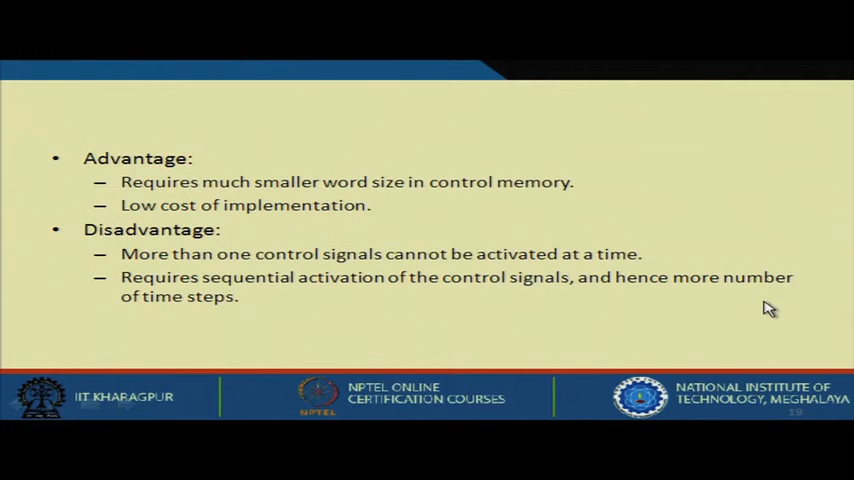 • Advantage:
– Requires much smaller word size in control memory.
– Low cost of implementation.
• Disadvantage:
– More than one control signals cannot be activated at a time.
– Requires sequential activation of the control signals, and hence more number
of time steps.
IIT KHARAGPUR
NPTEL
NPTEL ONLINE
CERTIFICATION COURSES
NATIONAL INSTITUTE OF
TECHNOLOGY, MEGHALAYA
19